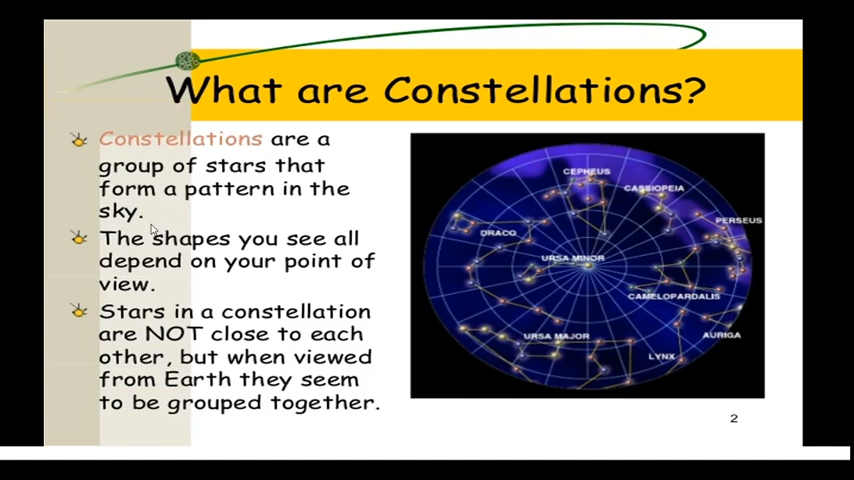 What are Constellations?
Constellations are a
group of stars that
form a pattern in the
sky.
The shapes you see all
depend on your point of
view.
Stars in a constellation
are NOT close to each
other, but when viewed
from Earth they seem
to be grouped together.
CEPHEUS
CASSIOPEIA
PERSEUS
DRACO
URSA MINOR
CAMELOPARDALIS
URSA MAJOR
AURIGA
LYNX
2